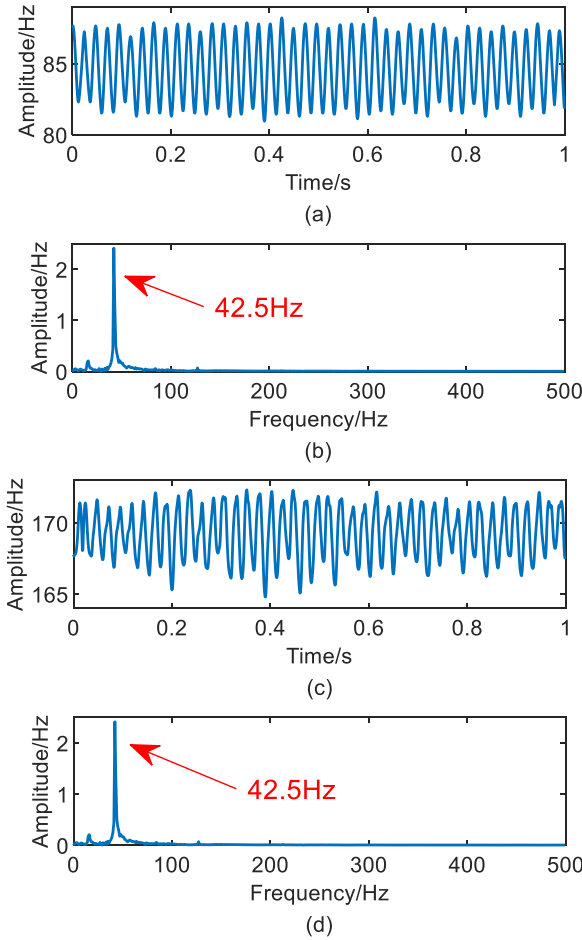 Amplitude/Hz
85
80
0 0.2 0.4 0.6 0.8 1
Time/s
(a)
Amplitude/Hz
2
1
0
42.5Hz
0 100 200 300 400 500
Frequency/Hz
(b)
Amplitude/Hz
170
165
0 0.2 0.4 0.6 0.8 1
Time/s
(c)
Amplitude/Hz
2
1
0
42.5Hz
0 100 200 300 400 500
Frequency/Hz
(d)